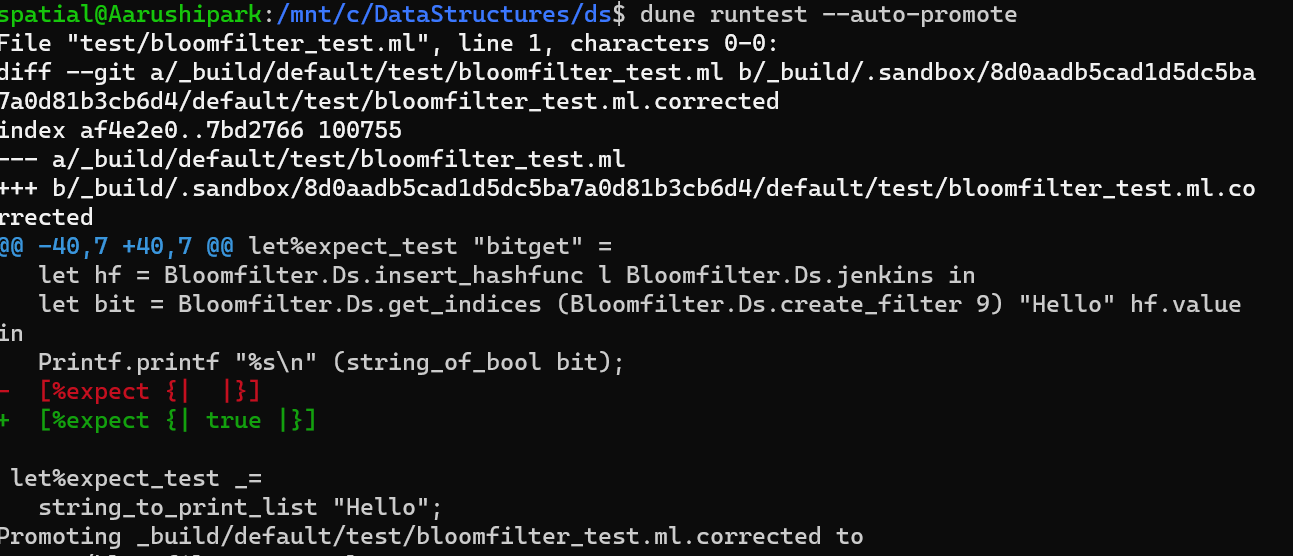 spatial@Aarushipark:/mnt/c/DataStructures/ds$ dune runtest --auto-promote
File "test/bloomfilter_test.ml", line 1, characters 0-0:
diff --git a/_build/default/test/bloomfilter_test.ml b/_build/.sandbox/8d0aadb5cad1d5dc5ba
7a0d81b3cb6d4/default/test/bloomfilter_test.ml.corrected
index af4e2e0..7bd2766 100755
--- a/_build/default/test/bloomfilter_test.ml
+++ b/_build/.sandbox/8d0aadb5cad1d5dc5ba7a0d81b3cb6d4/default/test/bloomfilter_test.ml.co
rrected
@@ -40,7 +40,7 @@ let%expect_test "bitget" =
   let hf = Bloomfilter.Ds.insert_hashfunc l Bloomfilter.Ds.jenkins in
   let bit = Bloomfilter.Ds.get_indices (Bloomfilter.Ds.create_filter 9) "Hello" hf.value
in
   Printf.printf "%s\n" (string_of_bool bit);
-  [%expect {|  |}]
+  [%expect {| true |}]
 let%expect_test _=
   string_to_print_list "Hello";
Promoting _build/default/test/bloomfilter_test.ml.corrected to